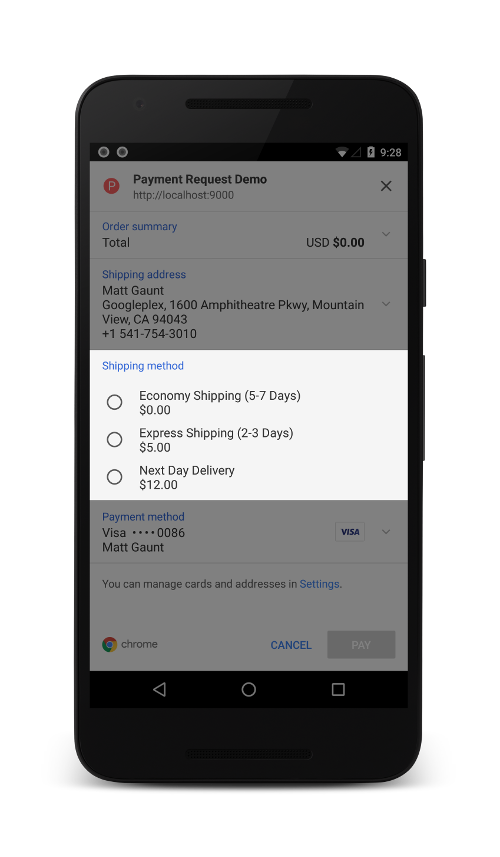 9:28
P
Payment Request Demo
http://localhost:9000
Order summary
Total USD $0.00
Shipping address
Matt Gaunt
Googleplex, 1600 Amphitheatre Pkwy, Mountain
View, CA 94043
+1 541-754-3010
Shipping method
Economy Shipping (5-7 Days)
$0.00
Express Shipping (2-3 Days)
$5.00
Next Day Delivery
$12.00
Payment method
Visa ····0086 VISA
Matt Gaunt
You can manage cards and addresses in Settings.
chrome CANCEL PAY